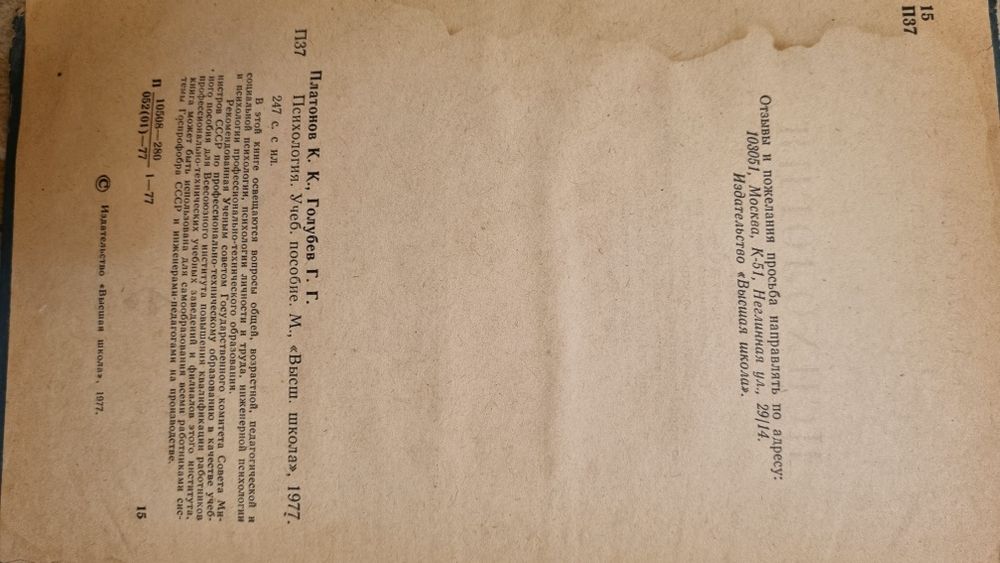 15
П37
Отзывы и пожелания просьба направлять по адресу:
103051, Москва, К-51, Неглинная ул., 29/14.
Издательство «Высшая школа».
Платонов К. К., Голубев Г. Г.
П37 Психология. Учеб. пособие. М., «Высш. школа», 1977.
247 с. с ил.
В этой книге освещаются вопросы общей, возрастной, педагогической и
социальной психологии, психологии личности и труда, инженерной психологии
и психологии профессионально-технического образования.
Рекомендованная Ученым советом Государственного комитета Совета Ми-
нистров СССР по профессионально-техническому образованию в качестве учеб-
ного пособия для Всесоюзного института повышения квалификации работников
профессионально-технических учебных заведений и филиалов этого института,
книга может быть использована для самообразования всеми работниками сис-
темы Госпрофобра СССР и инженерами-педагогами на производстве.
П 10508—280
052(01)—77 1—77
15
© Издательство «Высшая школа», 1977.